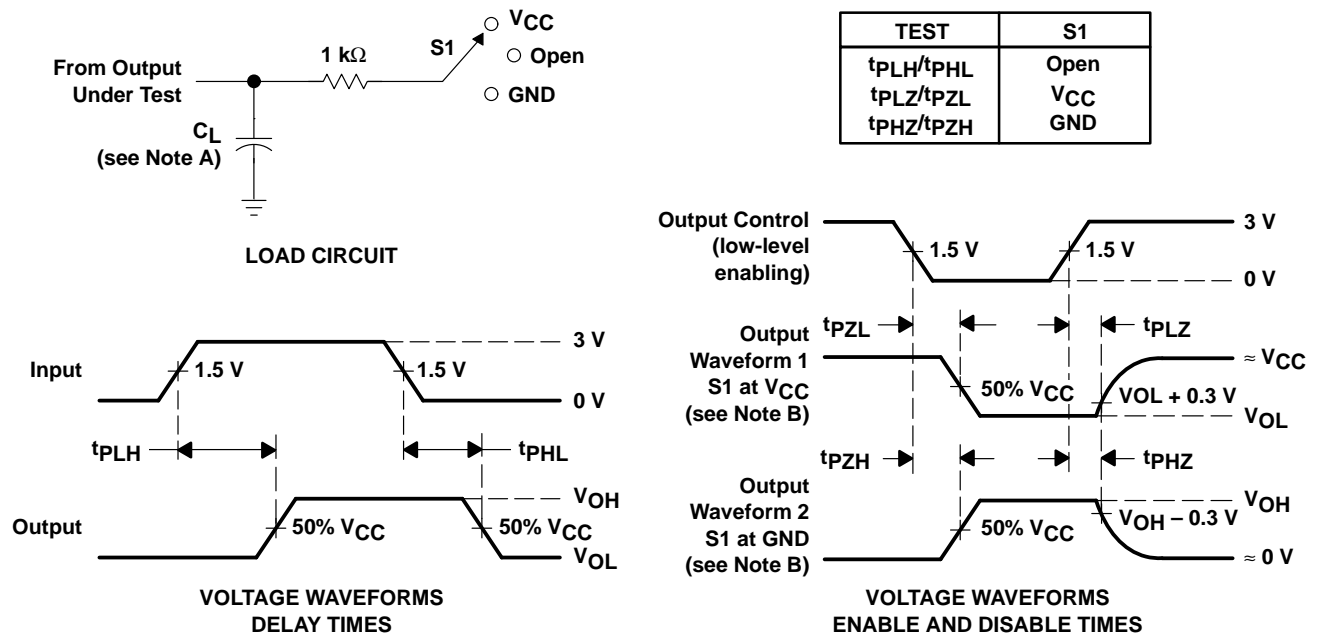 From Output
Under Test
CL
(see Note A)
1 kΩ
S1
VCC
Open
GND
LOAD CIRCUIT
TEST S1
tPLH/tPHL Open
tPLZ/tPZL VCC
tPHZ/tPZH GND
Input
1.5 V
1.5 V
3 V
0 V
tPLH
tPHL
Output
50% VCC
50% VCC
VOH
VOL
VOLTAGE WAVEFORMS
DELAY TIMES
Output Control
(low-level
enabling)
1.5 V
1.5 V
3 V
0 V
tPZL
tPLZ
Output
Waveform 1
S1 at VCC
(see Note B)
50% VCC
VOL + 0.3 V
≈ VCC
VOL
tPZH
tPHZ
Output
Waveform 2
S1 at GND
(see Note B)
50% VCC
VOH – 0.3 V
VOH
≈ 0 V
VOLTAGE WAVEFORMS
ENABLE AND DISABLE TIMES